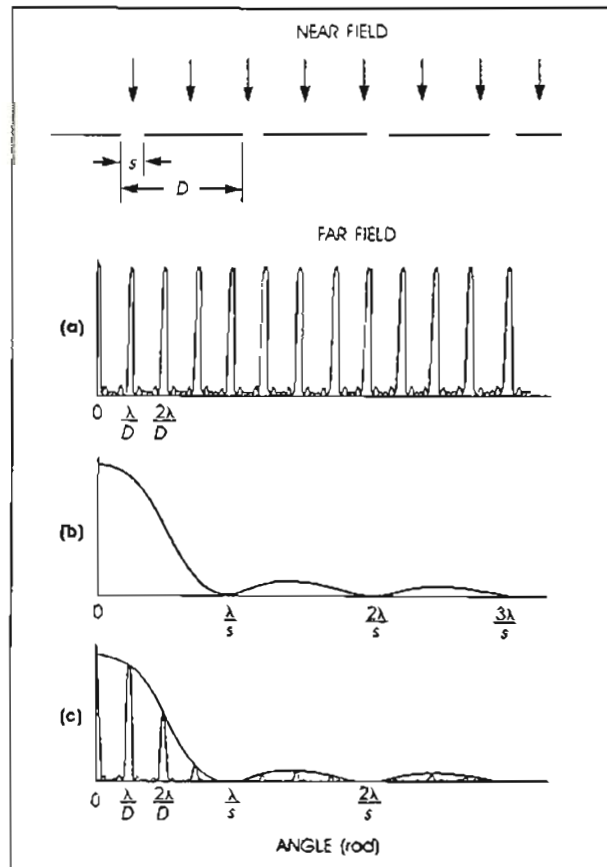 NEAR FIELD
s
D
FAR FIELD
(a)
0 λ/D 2λ/D
(b)
0 λ/s 2λ/s 3λ/s
(c)
0 λ/D 2λ/D λ/s 2λ/s
ANGLE (rad)